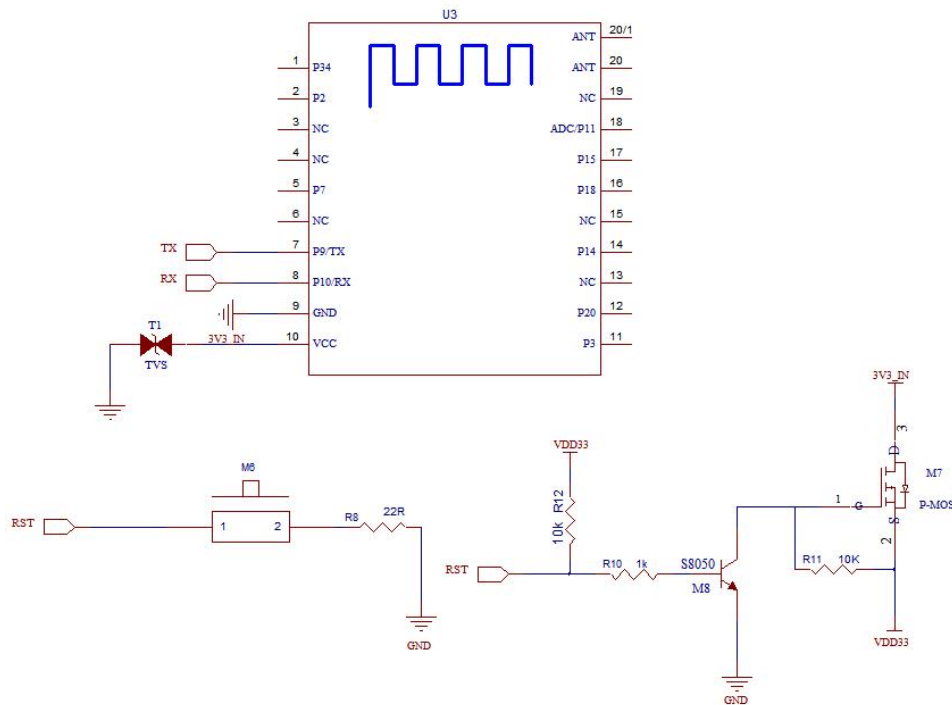 U3
ANT 20/1
1 P34 ANT 20
2 P2 NC 19
3 NC ADC/P11 18
4 NC P15 17
5 P7 P18 16
6 NC NC 15
TX 7 P9/TX P14 14
RX 8 P10/RX NC 13
9 GND P20 12
T1 3V3_IN 10 VCC P3 11
TVS
3V3_IN
3
D
M7
1 G P-MOS
S
2
VDD33
M6
RST 1 2 R8 22R
GND
10k R12
RST R10 1k S8050
M8
R11 10K
VDD33
GND